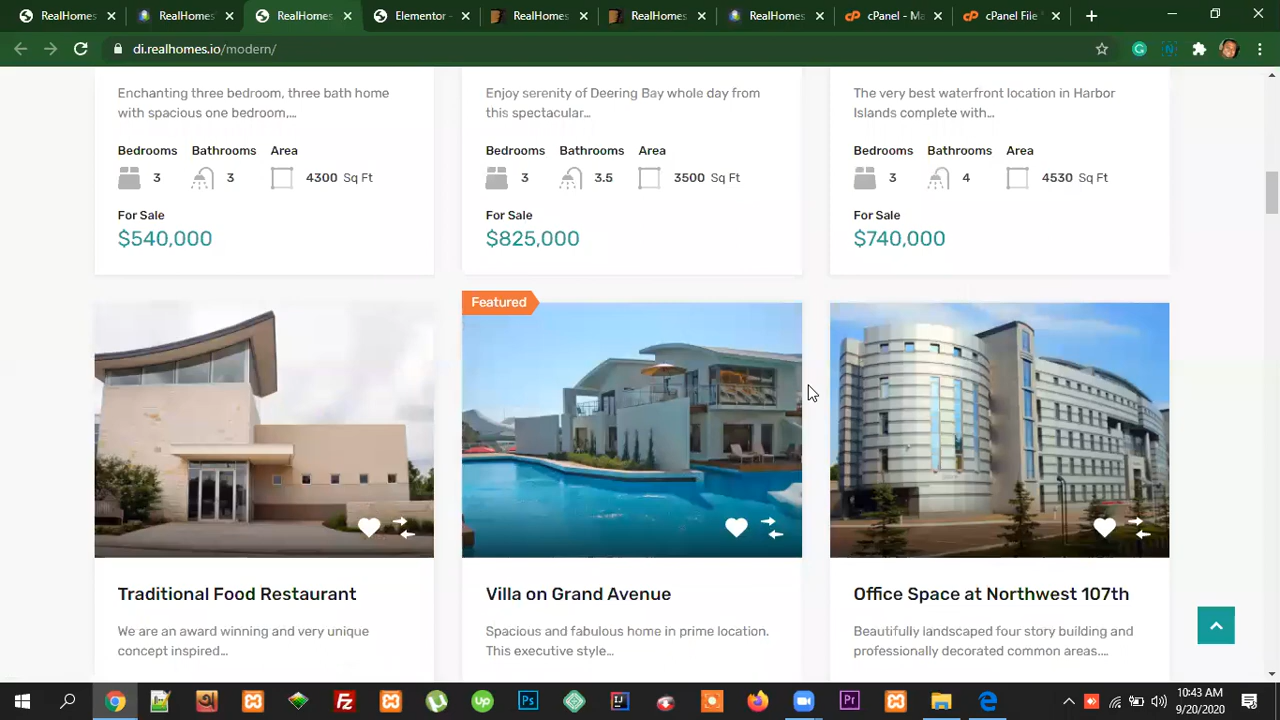 RealHomes
RealHomes
RealHomes
Elementor -
RealHomes
RealHomes
RealHomes
cPanel - Ma
cPanel File
di.realhomes.io/modern/
Enchanting three bedroom, three bath home
with spacious one bedroom,...
Bedrooms Bathrooms Area
3 3 4300 Sq Ft
For Sale
$540,000
Enjoy serenity of Deering Bay whole day from
this spectacular...
Bedrooms Bathrooms Area
3 3.5 3500 Sq Ft
For Sale
$825,000
The very best waterfront location in Harbor
Islands complete with...
Bedrooms Bathrooms Area
3 4 4530 Sq Ft
For Sale
$740,000
Traditional Food Restaurant
We are an award winning and very unique
concept inspired...
Featured
Villa on Grand Avenue
Spacious and fabulous home in prime location.
This executive style...
Office Space at Northwest 107th
Beautifully landscaped four story building and
professionally decorated common areas....
10:43 AM
9/20/2020